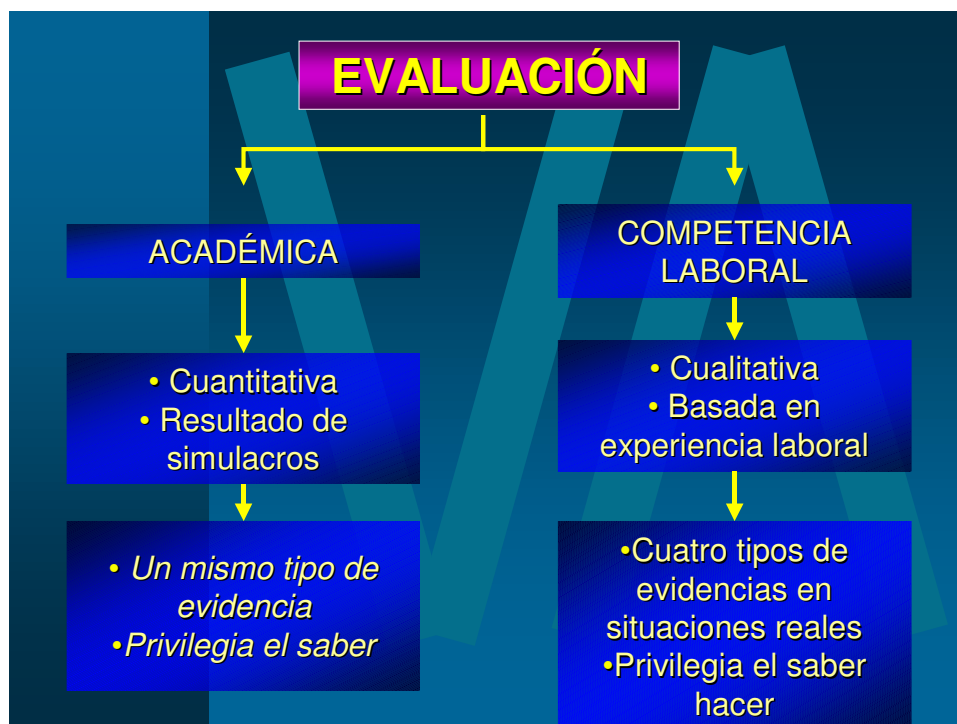 EVALUACIÓN
ACADÉMICA
• Cuantitativa
• Resultado de
simulacros
• Un mismo tipo de
evidencia
•Privilegia el saber
COMPETENCIA
LABORAL
• Cualitativa
• Basada en
experiencia laboral
•Cuatro tipos de
evidencias en
situaciones reales
•Privilegia el saber
hacer